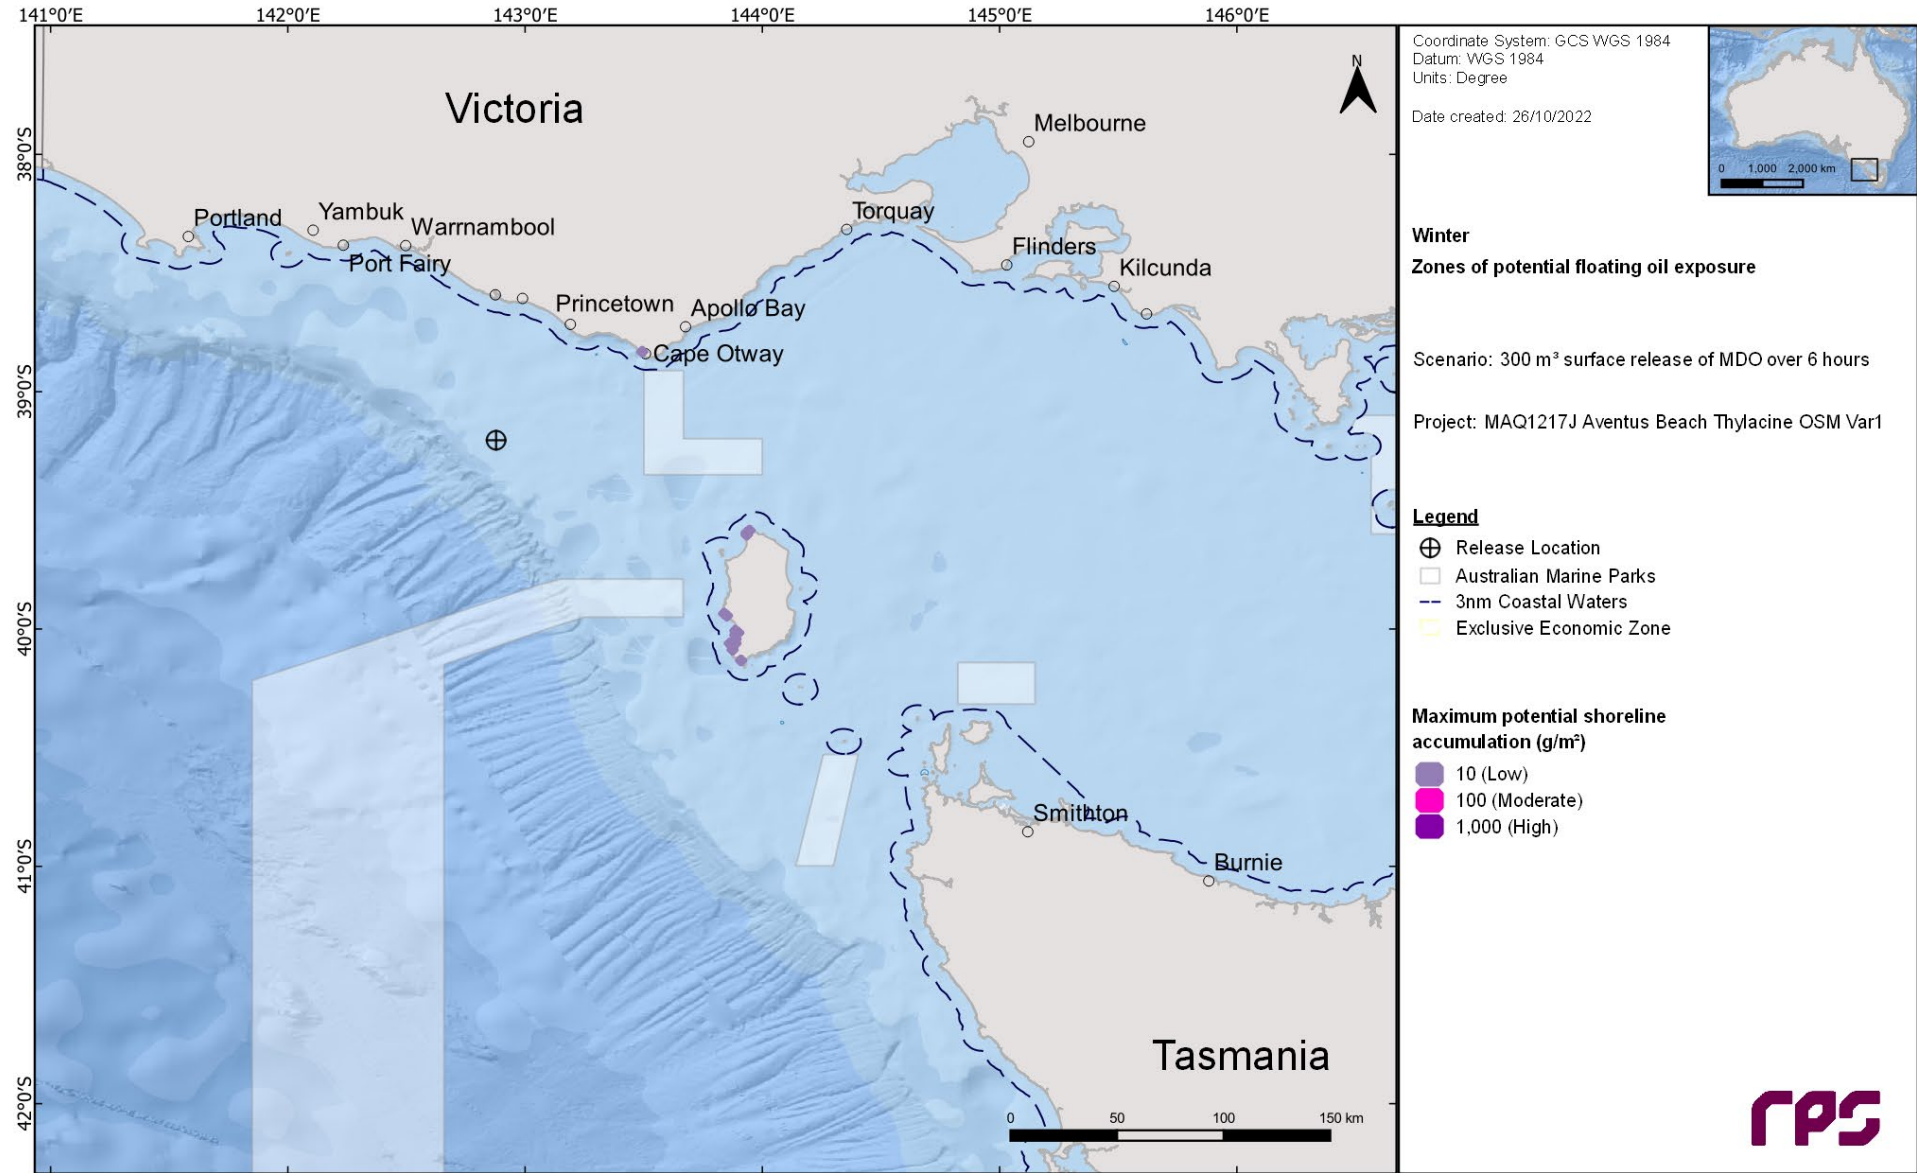 141°0'E 142°0'E 143°0'E 144°0'E 145°0'E 146°0'E
38°0'S
39°0'S
40°0'S
41°0'S
42°0'S
N
Victoria
Melbourne
Portland
Yambuk
Warrnambool
Port Fairy
Torquay
Flinders
Kilcunda
Princetown
Apollo Bay
Cape Otway
Smithton
Burnie
Tasmania
0 50 100 150 km
Coordinate System: GCS WGS 1984
Datum: WGS 1984
Units: Degree
Date created: 26/10/2022
0 1,000 2,000 km
Winter
Zones of potential floating oil exposure
Scenario: 300 m³ surface release of MDO over 6 hours
Project: MAQ1217J Aventus Beach Thylacine OSM Var1
Legend
Release Location
Australian Marine Parks
3nm Coastal Waters
Exclusive Economic Zone
Maximum potential shoreline
accumulation (g/m²)
10 (Low)
100 (Moderate)
1,000 (High)
rps